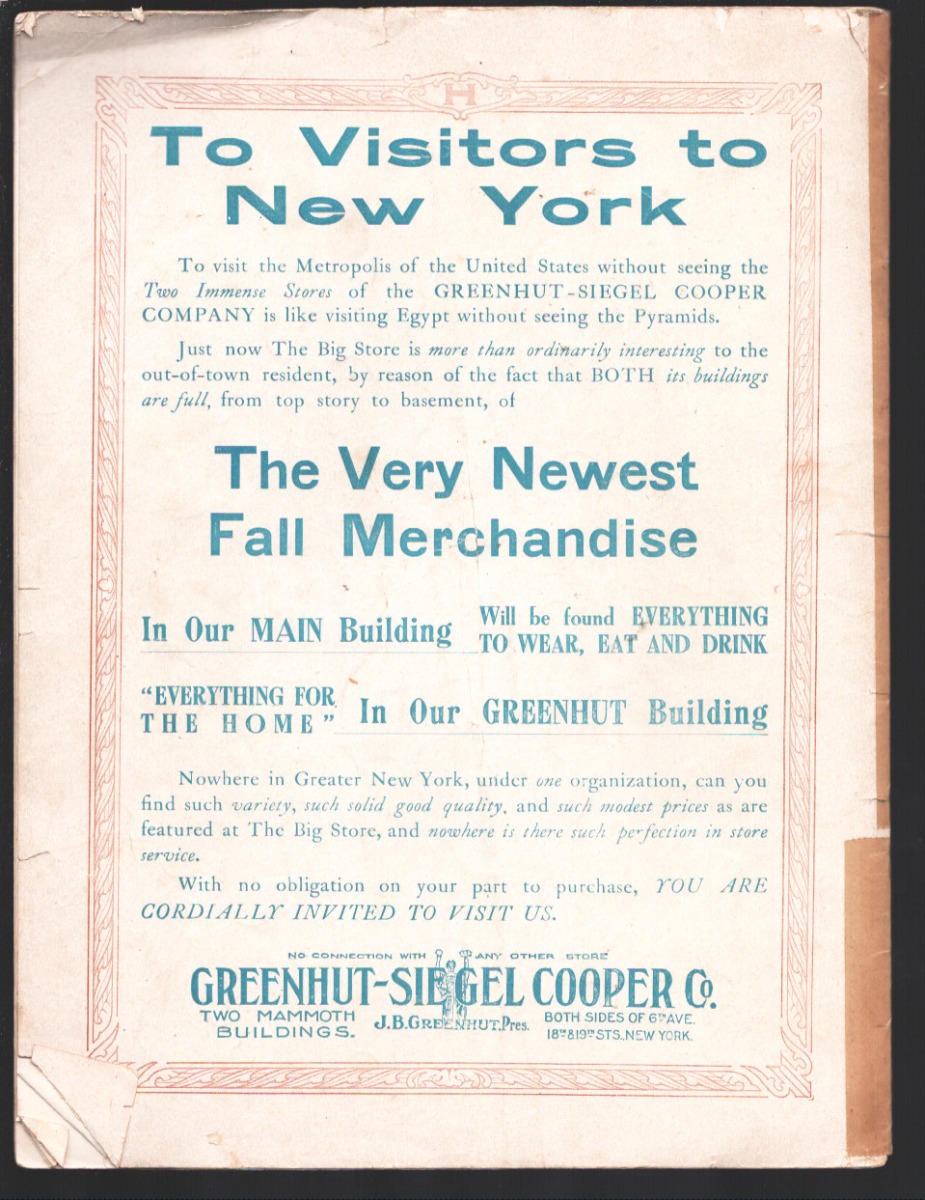 H
To Visitors to
New York
To visit the Metropolis of the United States without seeing the
Two Immense Stores of the GREENHUT-SIEGEL COOPER
COMPANY is like visiting Egypt without seeing the Pyramids.
Just now The Big Store is more than ordinarily interesting to the
out-of-town resident, by reason of the fact that BOTH its buildings
are full, from top story to basement, of
The Very Newest
Fall Merchandise
In Our MAIN Building
Will be found EVERYTHING
TO WEAR, EAT AND DRINK
"EVERYTHING FOR
THE HOME"
In Our GREENHUT Building
Nowhere in Greater New York, under one organization, can you
find such variety, such solid good quality, and such modest prices as are
featured at The Big Store, and nowhere is there such perfection in store
service.
With no obligation on your part to purchase, YOU ARE
CORDIALLY INVITED TO VISIT US.
NO CONNECTION WITH ANY OTHER STORE
GREENHUT-SIEGEL COOPER Co.
TWO MAMMOTH
BUILDINGS.
J.B.GREENHUT, Pres.
BOTH SIDES OF 6TH AVE.
18TH & 19TH STS., NEW YORK.